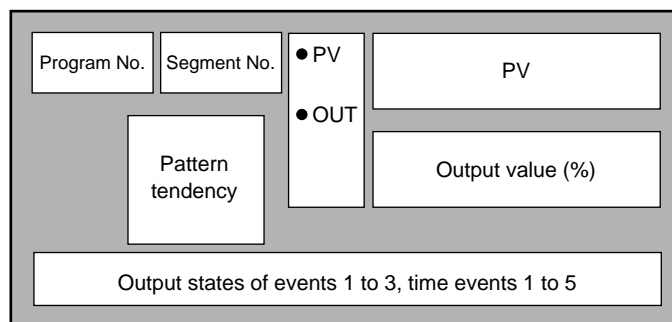 Program No.
Segment No.
● PV
PV
● OUT
Pattern
tendency
Output value (%)
Output states of events 1 to 3, time events 1 to 5